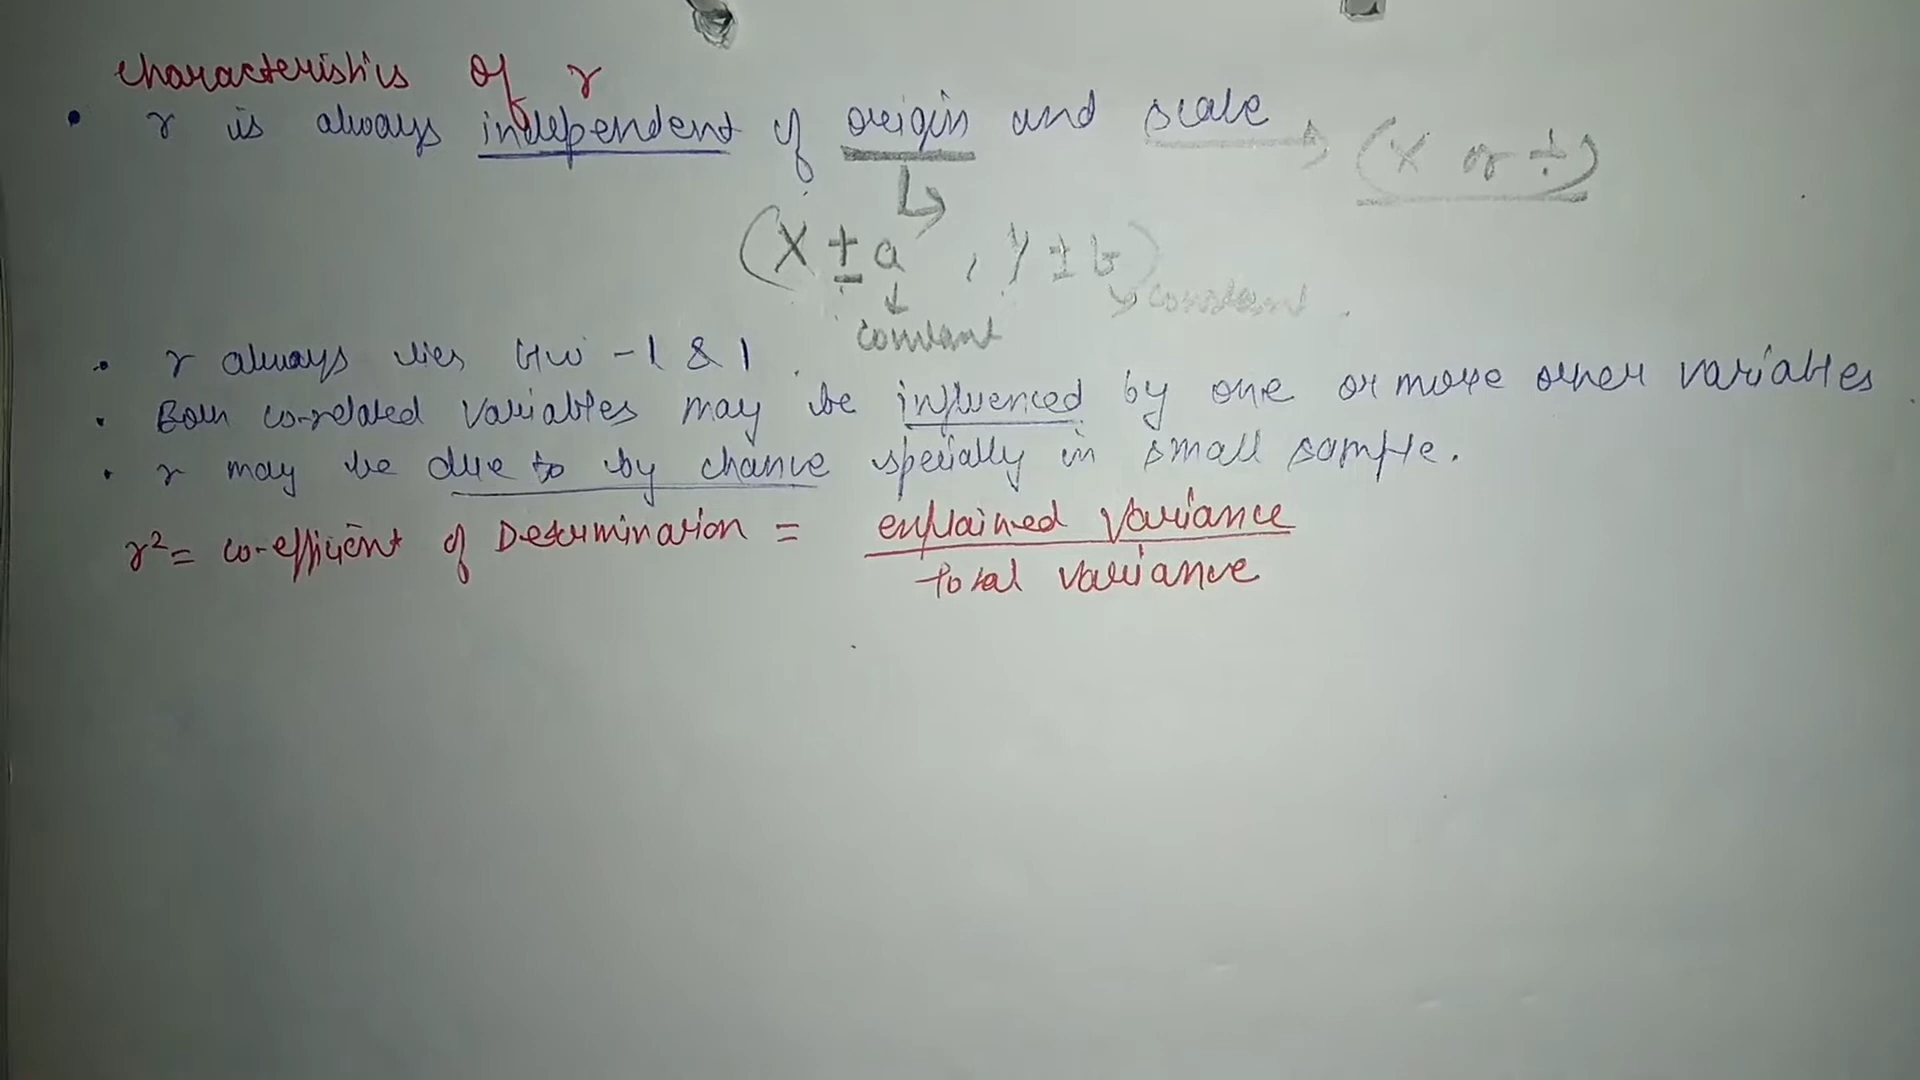 characteristics of r
• r is always independent of origin and scale → (× or ÷)
(X ± a , Y ± b)
constant
constant
• r always lies btw -1 & 1
• Both co-related variables may be influenced by one or more other variables
• r may be due to by chance specially in small sample.
r² = co-efficient of Determination = explained variance
total variance